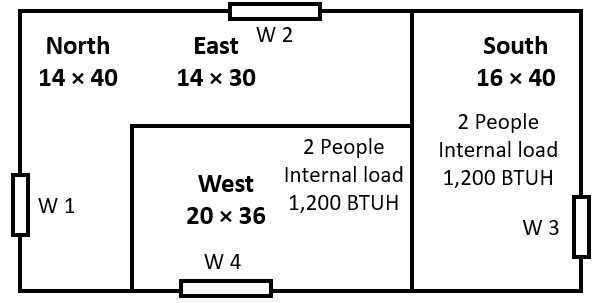 W 2
North
14 × 40
East
14 × 30
South
16 × 40
2 People
Internal load
1,200 BTUH
2 People
Internal load
1,200 BTUH
West
20 × 36
W 1
W 3
W 4